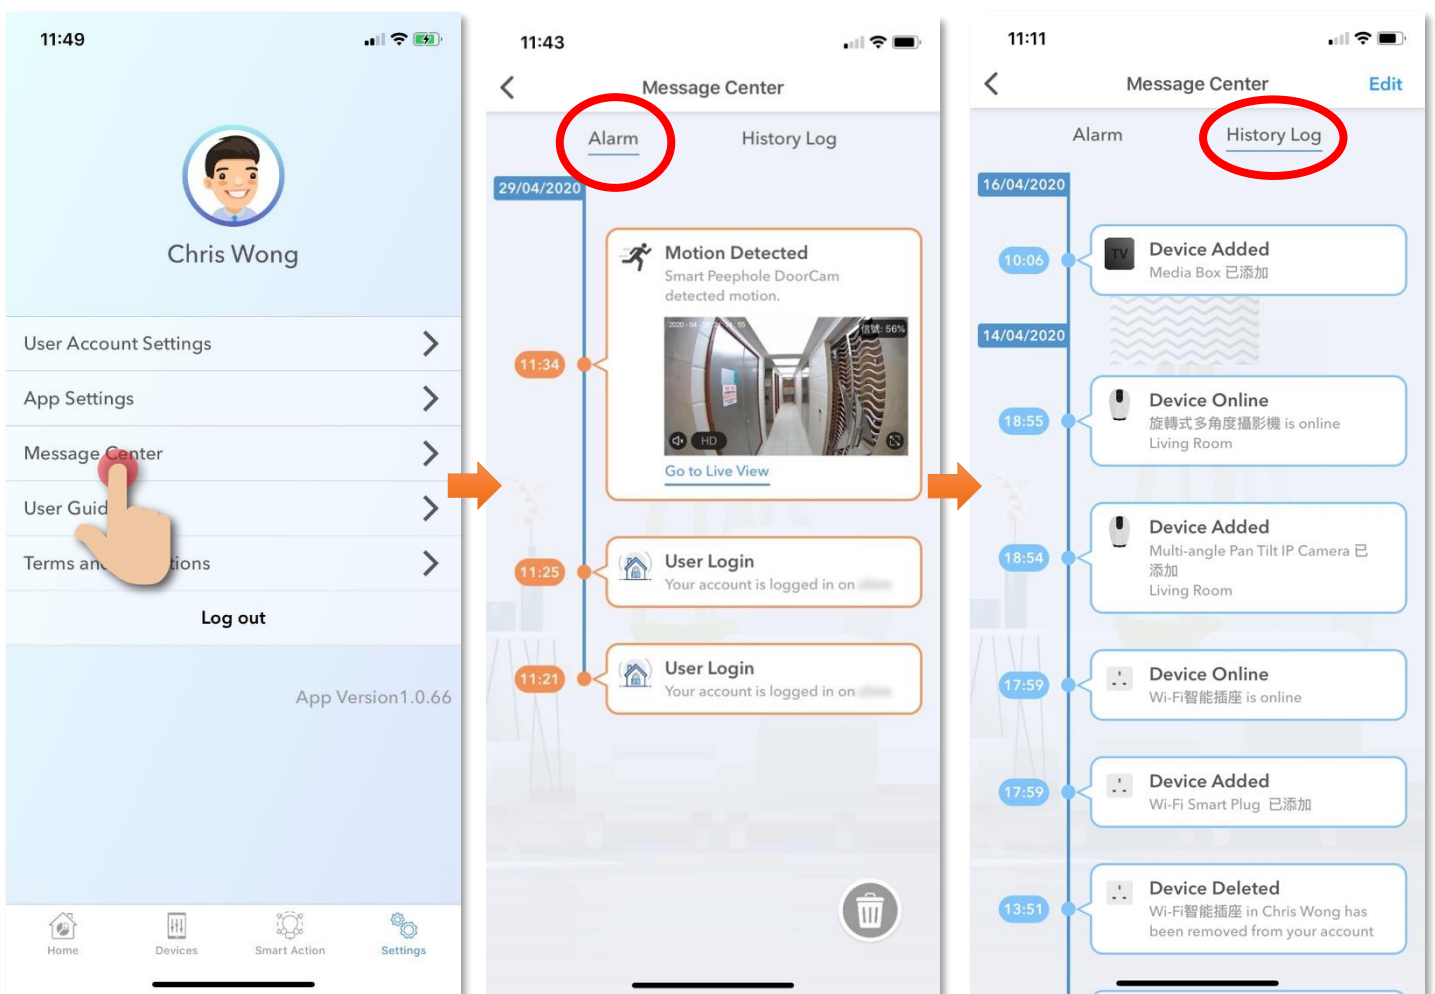 11:49
Chris Wong
User Account Settings
App Settings
Message Center
User Guid
Terms an tions
Log out
App Version1.0.66
Home
Devices
Smart Action
Settings
11:43
Message Center
Alarm
History Log
29/04/2020
Motion Detected
Smart Peephole DoorCam
detected motion.
信號: 56%
HD
11:34
Go to Live View
User Login
11:25
Your account is logged in on
User Login
11:21
Your account is logged in on
11:11
Message Center
Edit
Alarm
History Log
16/04/2020
Device Added
10:06
TV
Media Box 已添加
14/04/2020
Device Online
18:55
旋轉式多角度攝影機 is online
Living Room
Device Added
18:54
Multi-angle Pan Tilt IP Camera 已
添加
Living Room
Device Online
17:59
Wi-Fi智能插座 is online
Device Added
17:59
Wi-Fi Smart Plug 已添加
Device Deleted
13:51
Wi-Fi智能插座 in Chris Wong has
been removed from your account